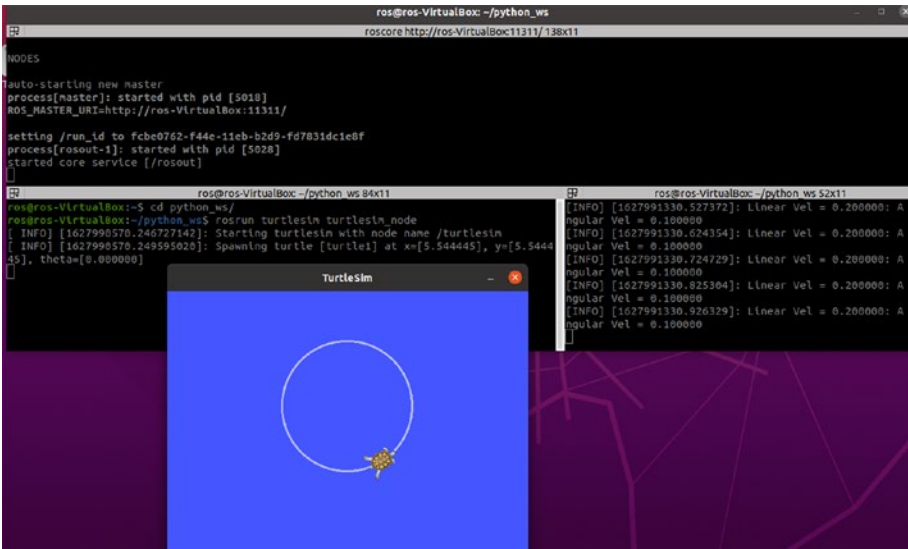 ros@ros-VirtualBox: ~/python_ws
roscore http://ros-VirtualBox:11311/ 138x11
NODES
auto-starting new master
process[master]: started with pid [5018]
ROS_MASTER_URI=http://ros-VirtualBox:11311/
setting /run_id to fcbe0762-f44e-11eb-b2d9-fd7831dc1e8f
process[rosout-1]: started with pid [5028]
started core service [/rosout]
ros@ros-VirtualBox: ~/python_ws 84x11
ros@ros-VirtualBox:~$ cd python_ws/
ros@ros-VirtualBox:~/python_ws$ rosrun turtlesim turtlesim_node
[ INFO] [1627990570.246727142]: Starting turtlesim with node name /turtlesim
[ INFO] [1627990570.249595020]: Spawning turtle [turtle1] at x=[5.544445], y=[5.5444
45], theta=[0.000000]
ros@ros-VirtualBox: ~/python_ws 52x11
[INFO] [1627991330.527372]: Linear Vel = 0.200000: A
ngular Vel = 0.100000
[INFO] [1627991330.624354]: Linear Vel = 0.200000: A
ngular Vel = 0.100000
[INFO] [1627991330.724729]: Linear Vel = 0.200000: A
ngular Vel = 0.100000
[INFO] [1627991330.825304]: Linear Vel = 0.200000: A
ngular Vel = 0.100000
[INFO] [1627991330.926329]: Linear Vel = 0.200000: A
ngular Vel = 0.100000
TurtleSim